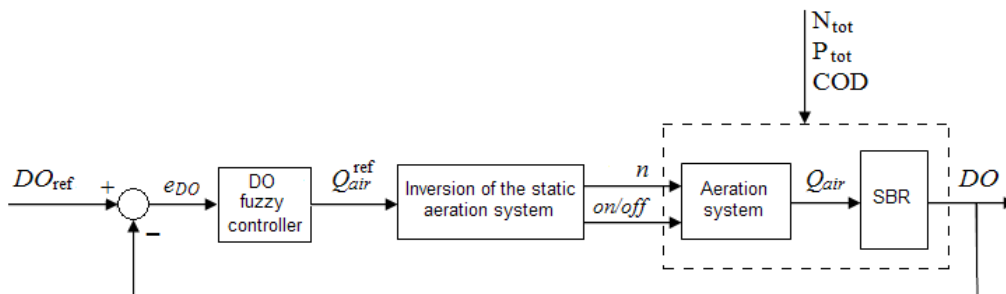 N_tot
P_tot
COD
DO_ref
+
−
e_DO
DO
fuzzy
controller
Q_air^ref
Inversion of the static
aeration system
n
on/off
Aeration
system
Q_air
SBR
DO